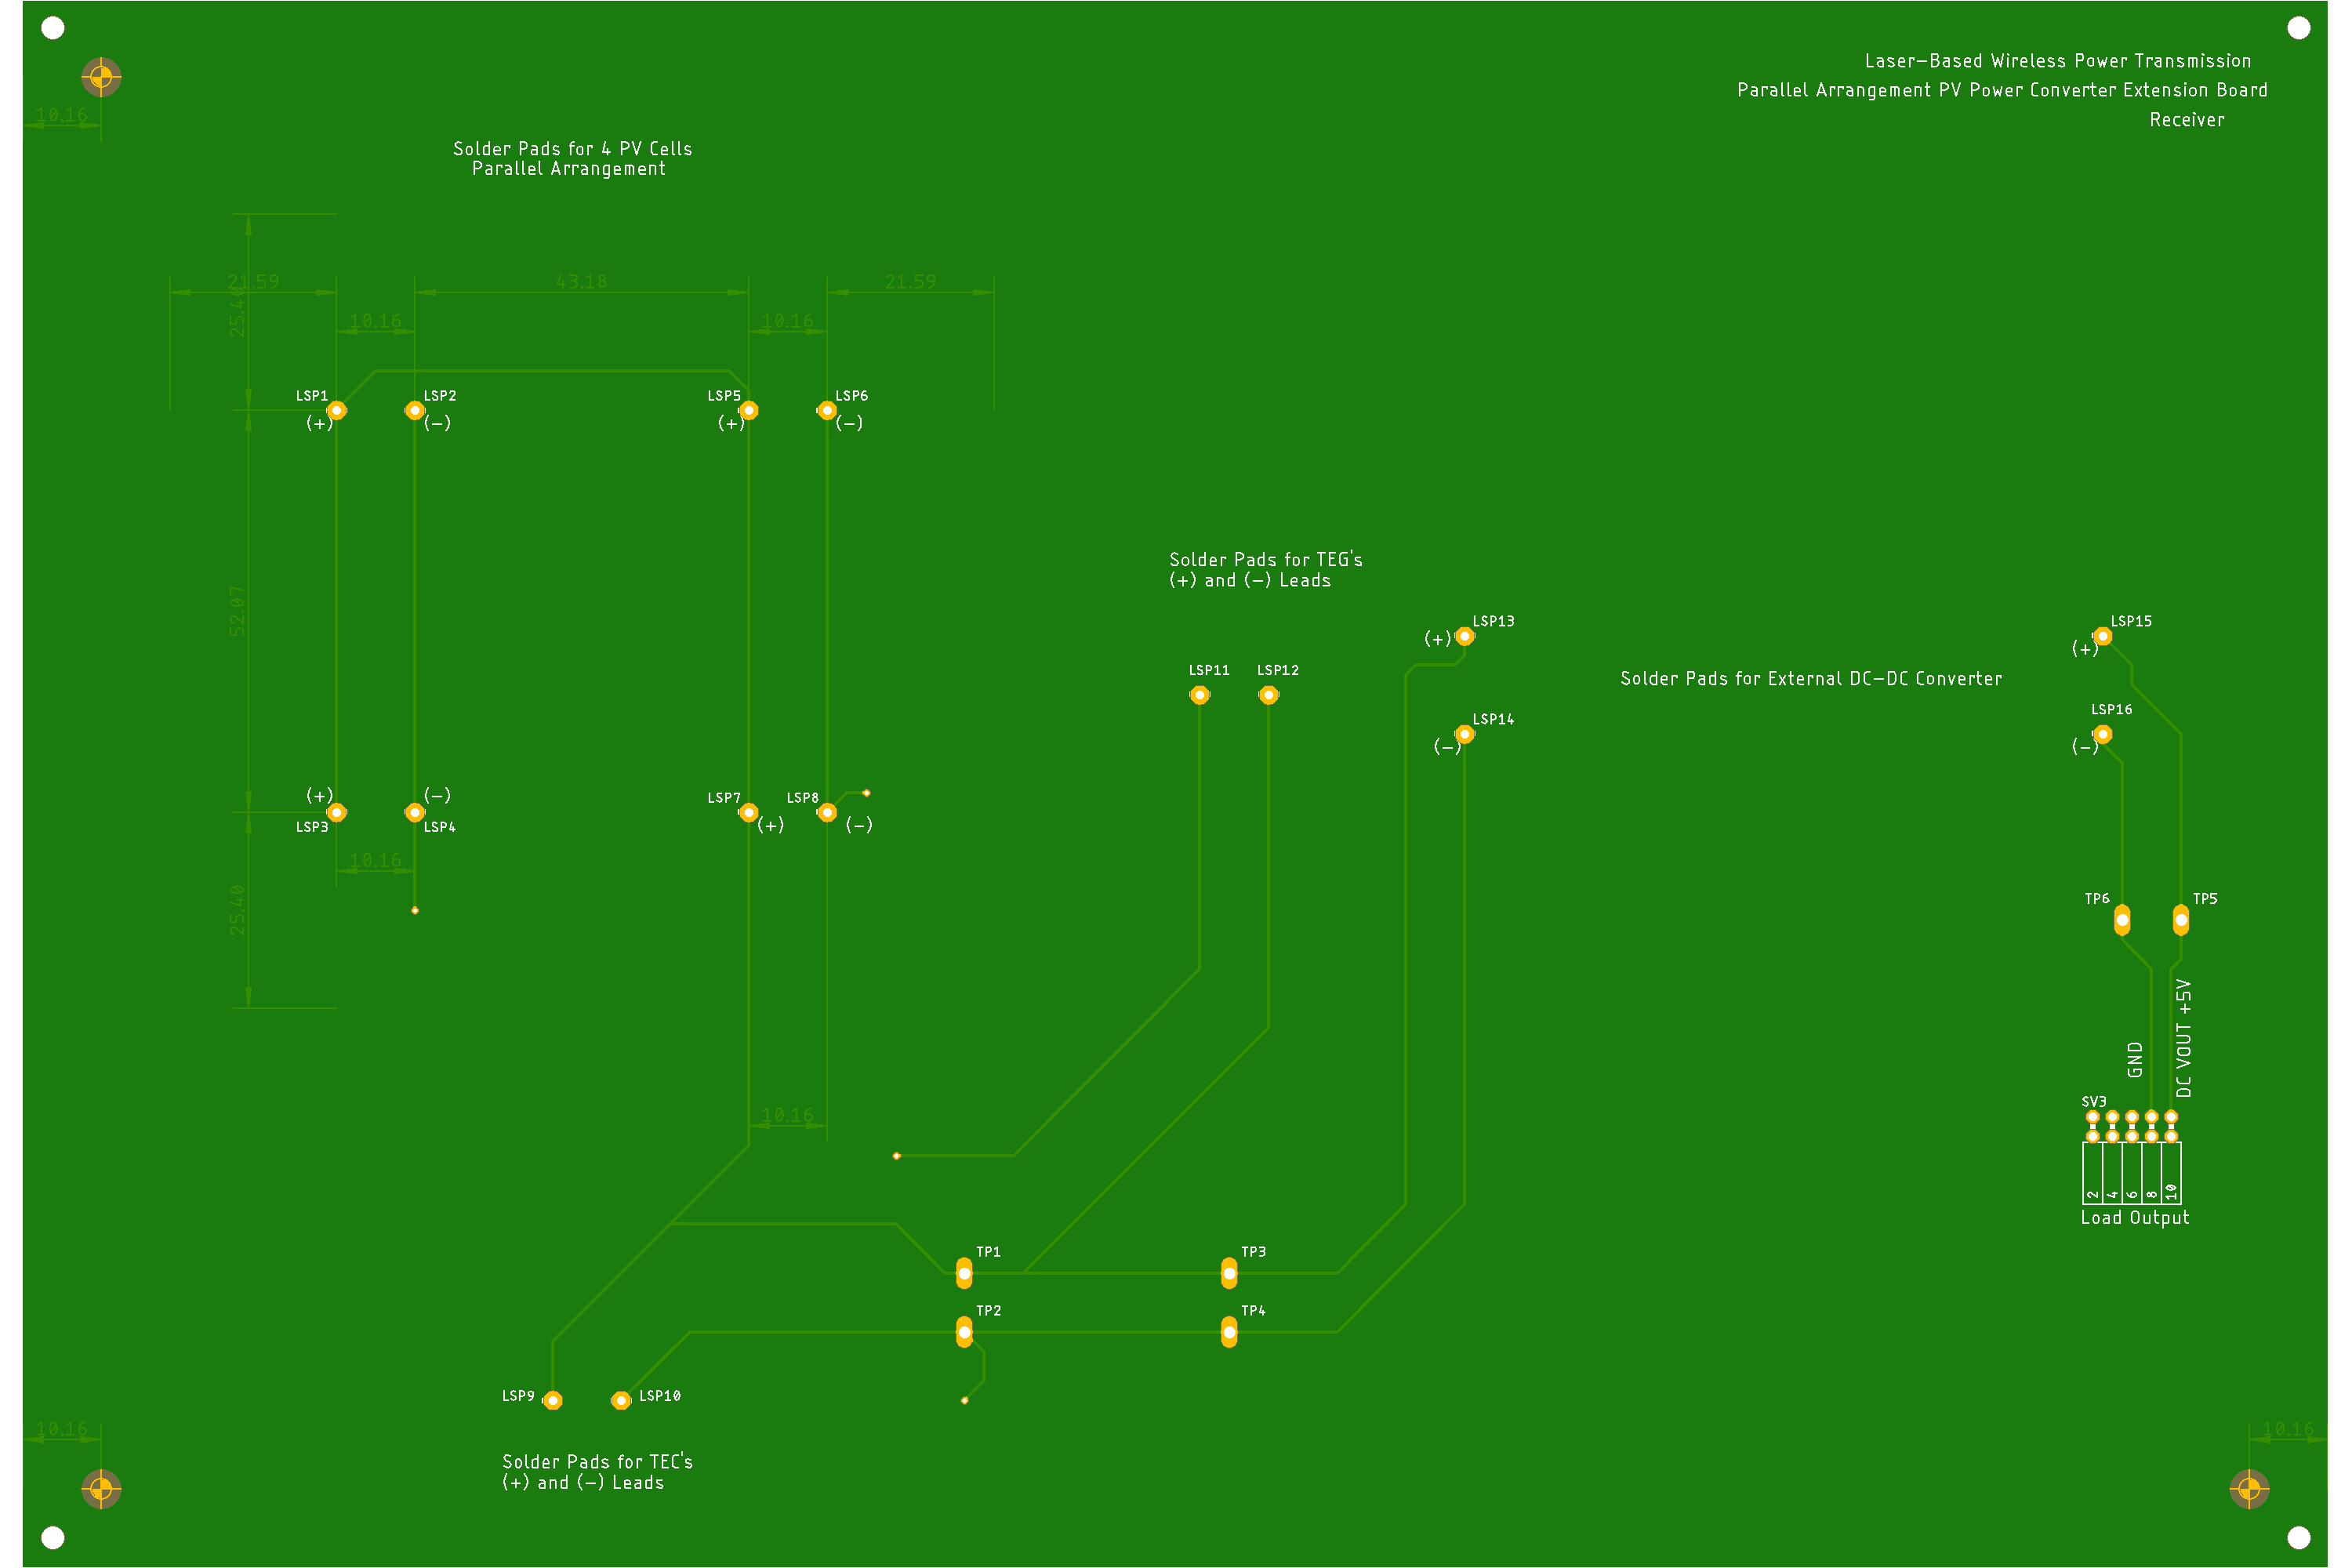 Laser-Based Wireless Power Transmission
Parallel Arrangement PV Power Converter Extension Board
Receiver
10.16
Solder Pads for 4 PV Cells
Parallel Arrangement
21.59
43.18
21.59
25.40
10.16
10.16
LSP1
LSP2
LSP5
LSP6
(+)
(-)
(+)
(-)
52.07
Solder Pads for TEG's
(+) and (-) Leads
LSP13
(+)
LSP15
(+)
LSP11
LSP12
Solder Pads for External DC-DC Converter
LSP14
(-)
LSP16
(-)
(+)
(-)
LSP7
LSP8
LSP3
LSP4
(+)
(-)
10.16
25.40
TP6
TP5
DC VOUT +5V
GND
SV3
10.16
2
4
6
8
10
Load Output
TP1
TP3
TP2
TP4
LSP9
LSP10
10.16
10.16
Solder Pads for TEC's
(+) and (-) Leads